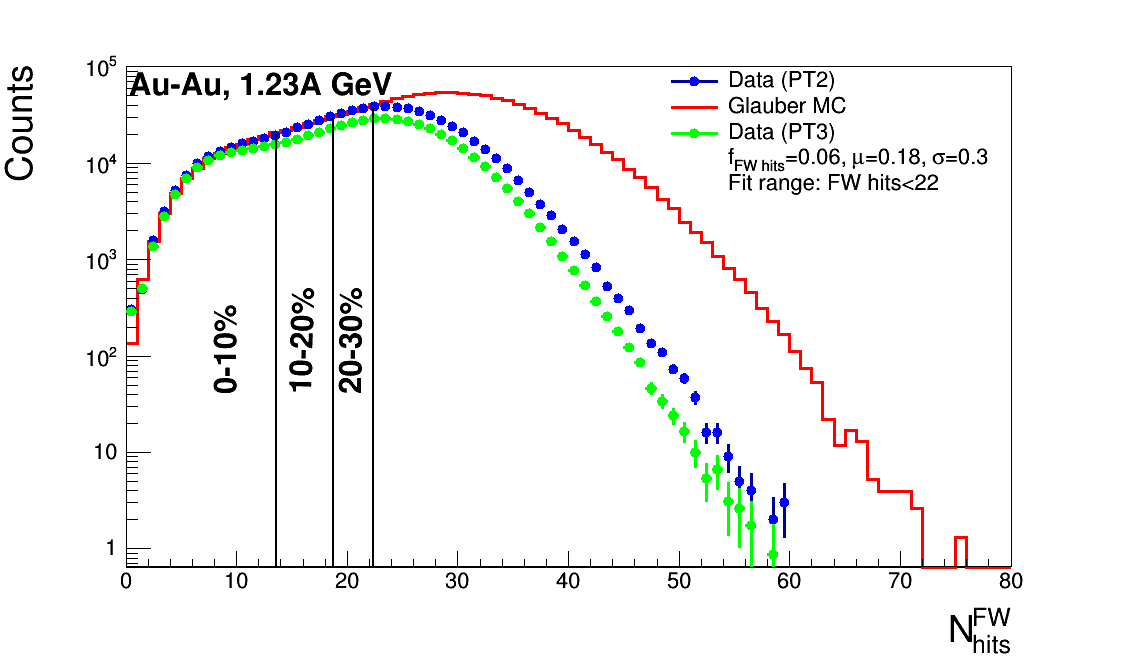 Au-Au, 1.23A GeV
Data (PT2)
Glauber MC
Data (PT3)
f_FW hits=0.06, μ=0.18, σ=0.3
Fit range: FW hits<22
Counts
10^5
10^4
10^3
10^2
10
1
0-10%
10-20%
20-30%
0 10 20 30 40 50 60 70 80
N^FW_hits